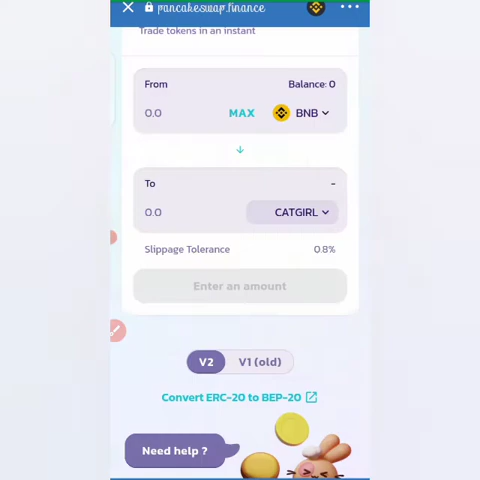 pancakeswap.finance
Trade tokens in an instant
From Balance: 0
0.0 MAX BNB
To -
0.0 CATGIRL
Slippage Tolerance 0.8%
Enter an amount
V2 V1 (old)
Convert ERC-20 to BEP-20
Need help ?